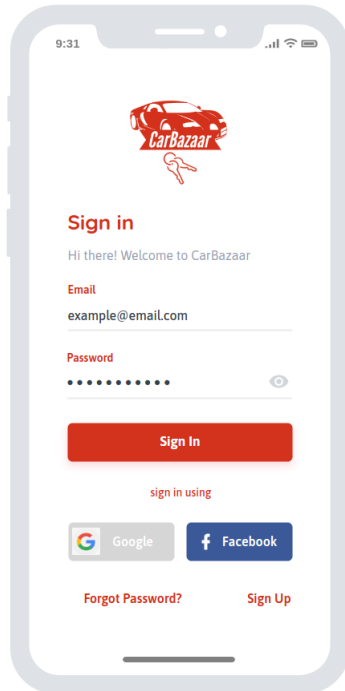 9:31
CarBazaar
Sign in
Hi there! Welcome to CarBazaar
Email
example@email.com
Password
Sign In
sign in using
Google
Facebook
Forgot Password? Sign Up